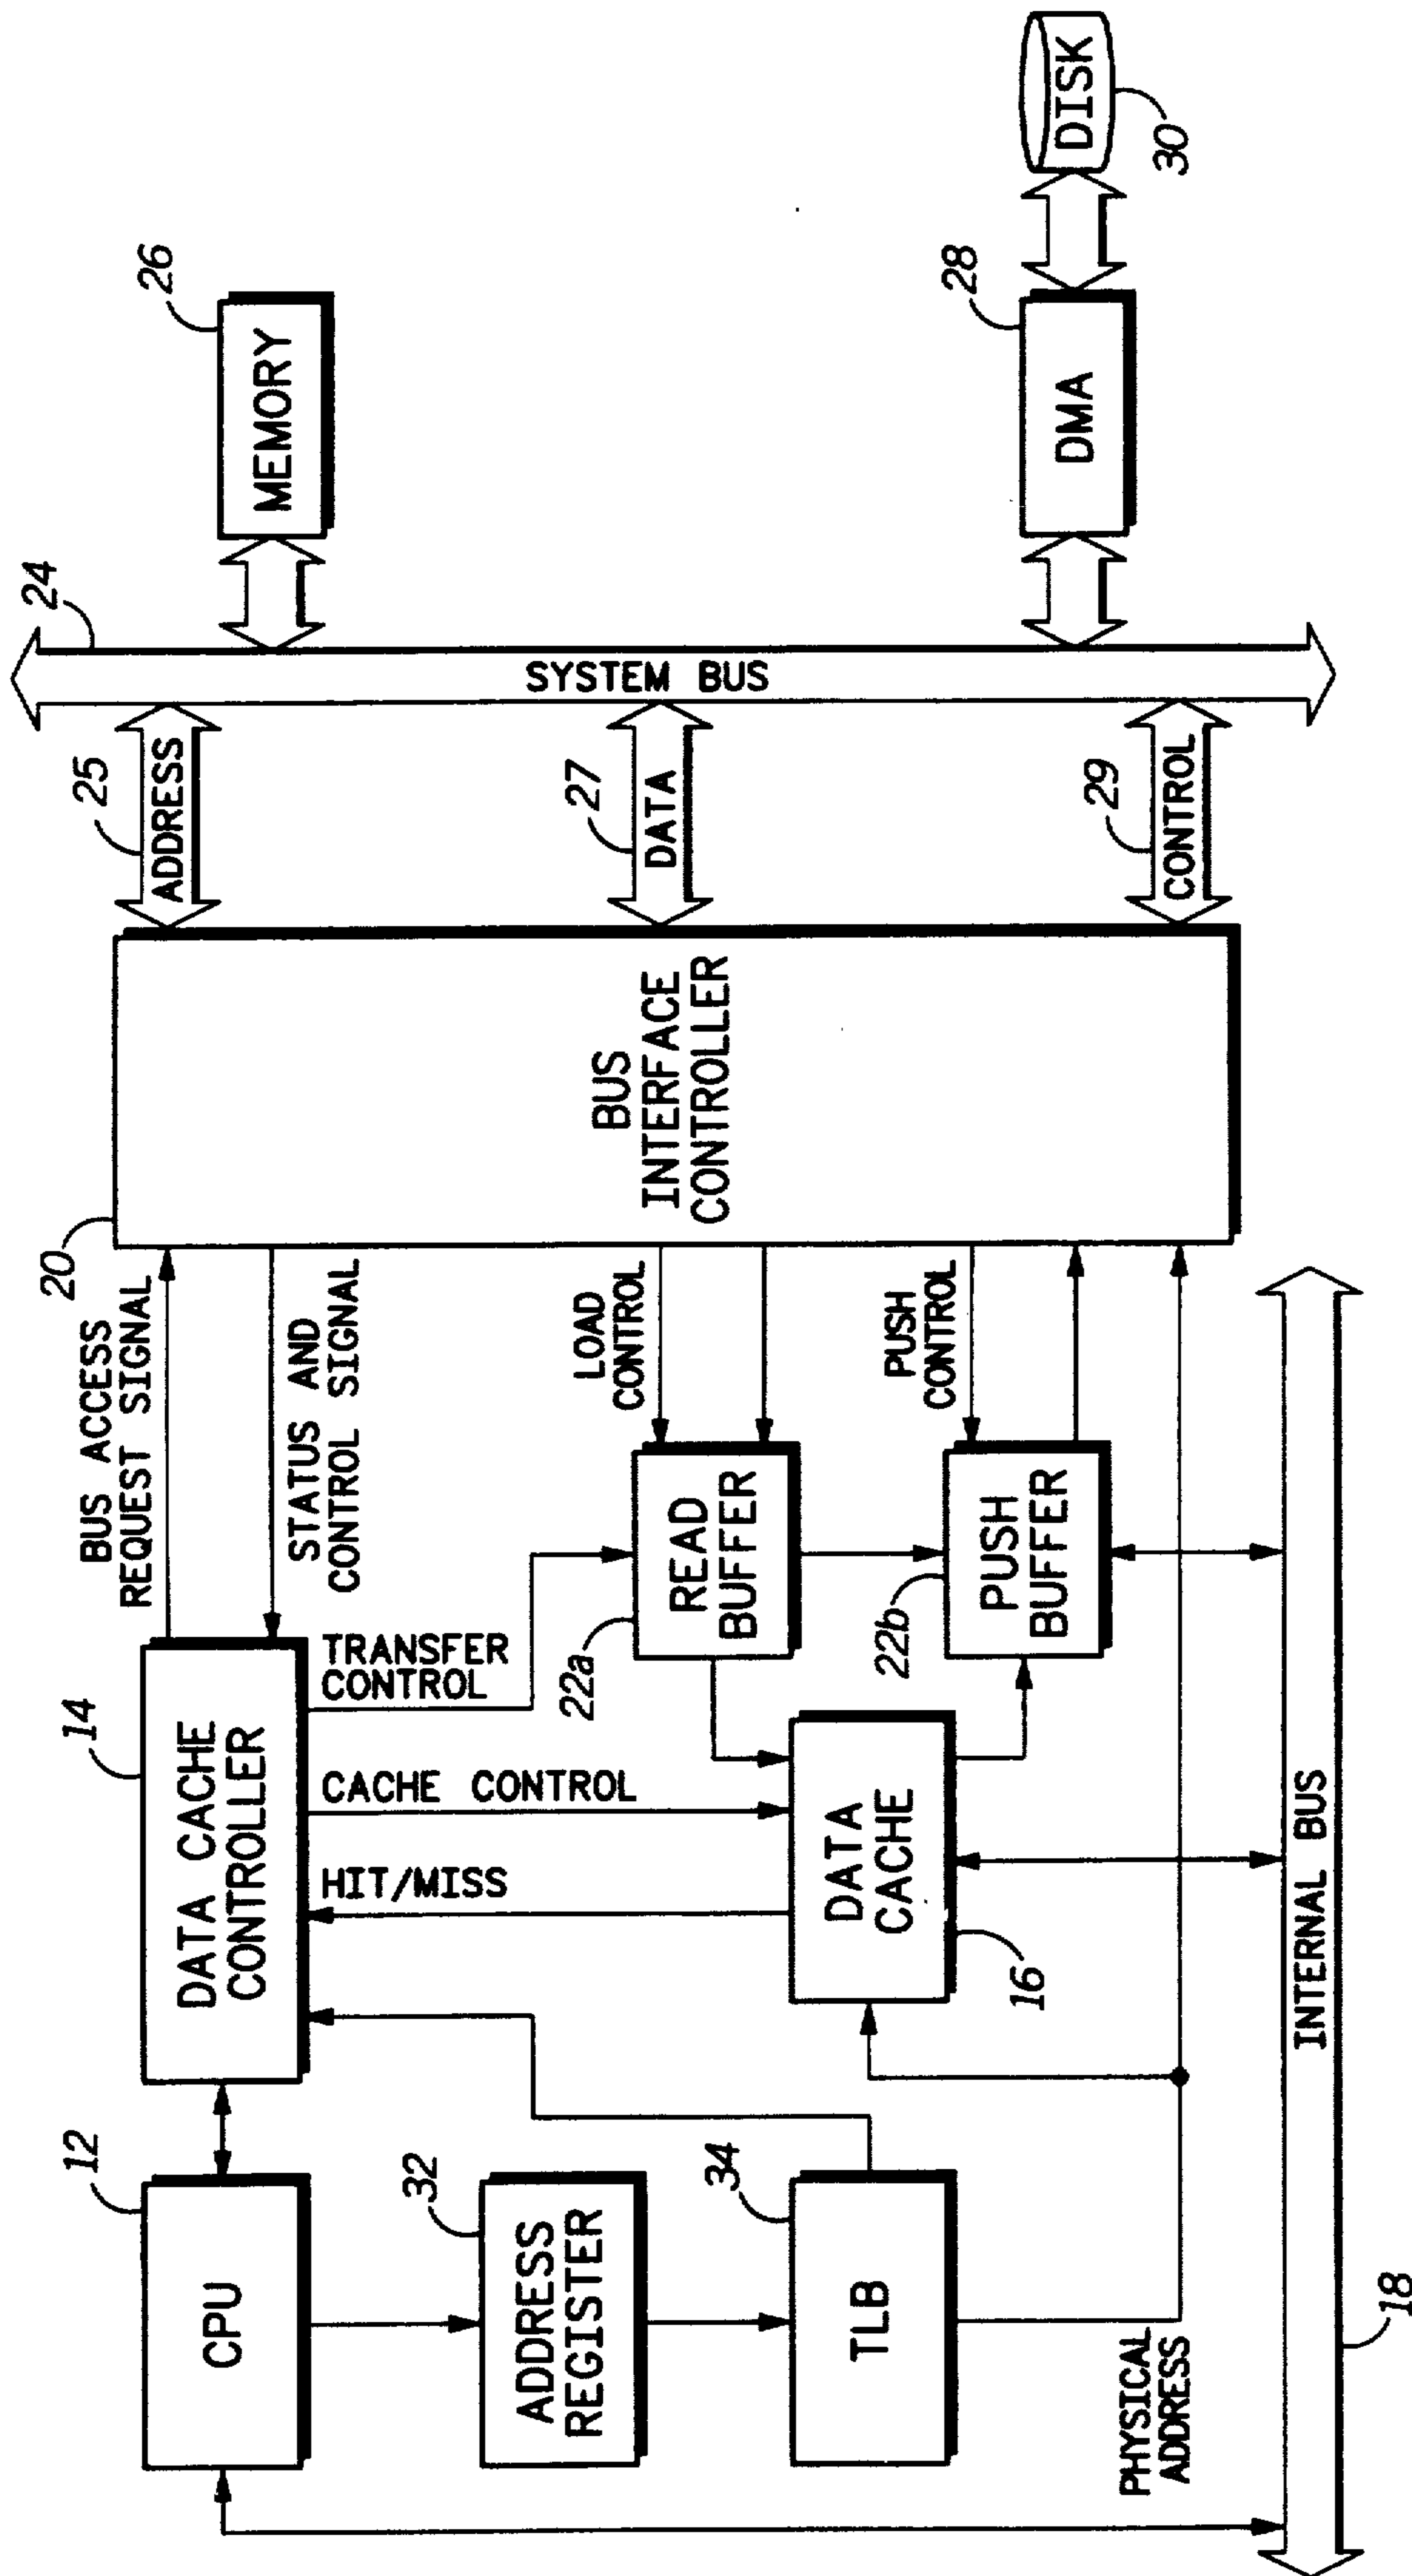 12
CPU
32
ADDRESS
REGISTER
34
TLB
PHYSICAL
ADDRESS
14
DATA CACHE
CONTROLLER
HIT/MISS
CACHE CONTROL
TRANSFER
CONTROL
DATA
CACHE
16
BUS ACCESS
REQUEST SIGNAL
STATUS AND
CONTROL SIGNAL
22a
READ
BUFFER
LOAD
CONTROL
22b
PUSH
BUFFER
PUSH
CONTROL
INTERNAL BUS
18
20
BUS
INTERFACE
CONTROLLER
25
ADDRESS
27
DATA
29
CONTROL
24
SYSTEM BUS
26
MEMORY
28
DMA
DISK
30